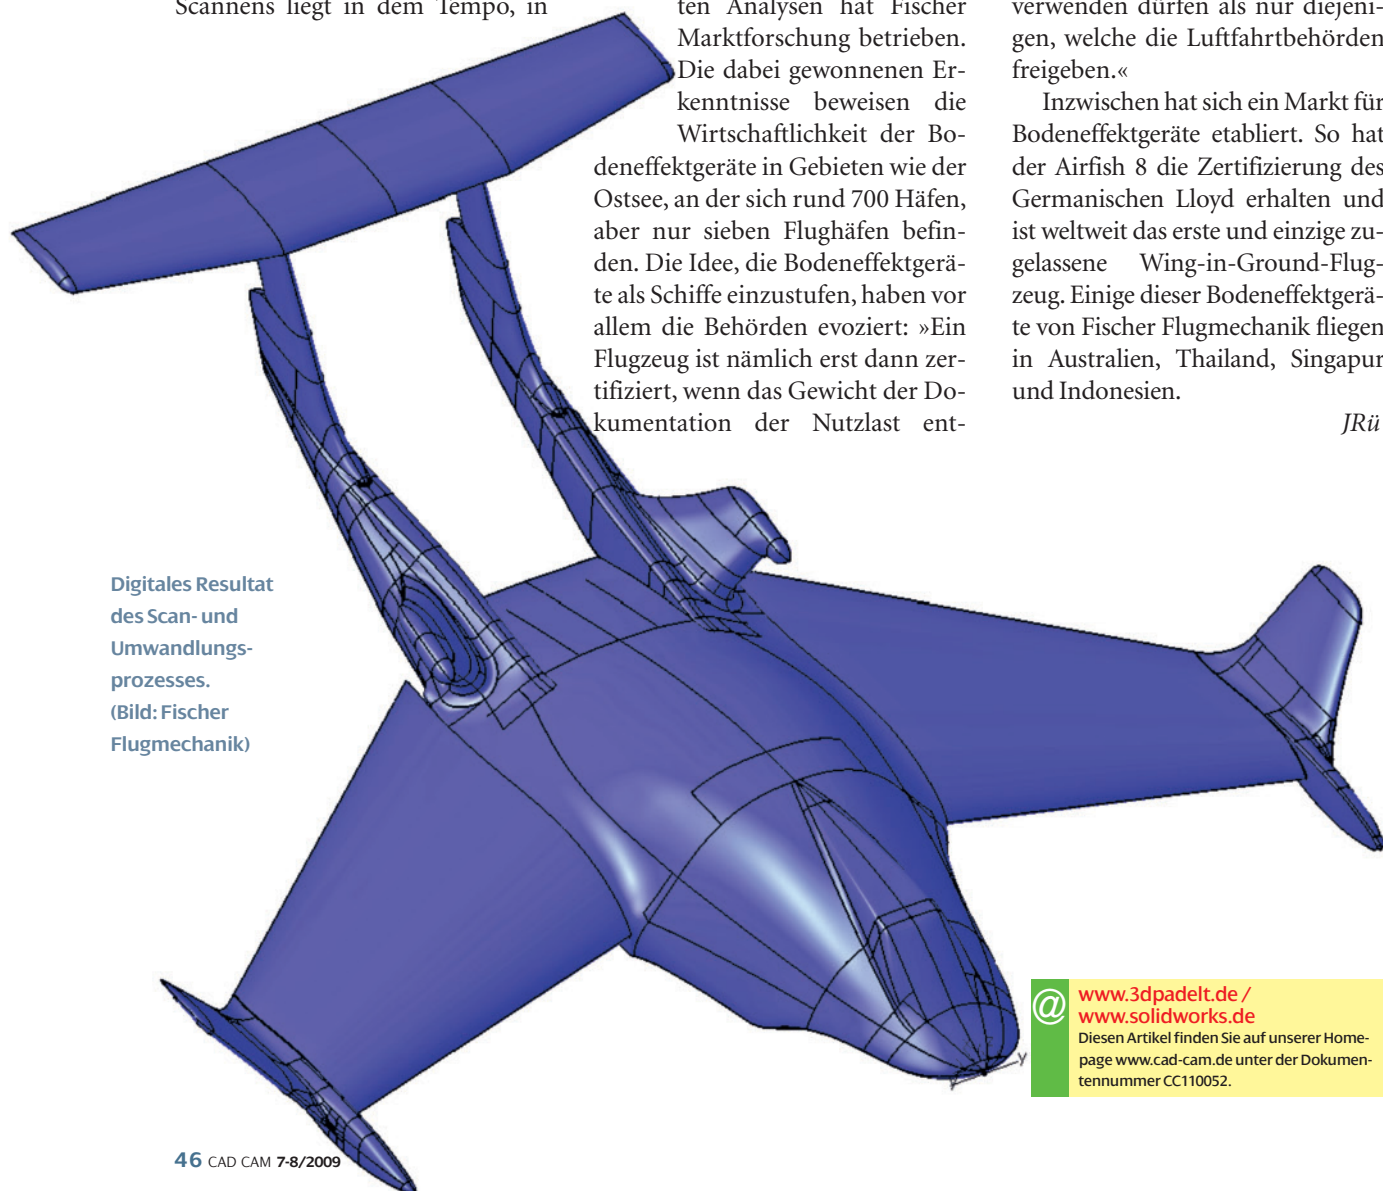 Scannens liegt in dem Tempo, in
ten Analysen hat Fischer
Marktforschung betrieben.
Die dabei gewonnenen Er-
kenntnisse beweisen die
Wirtschaftlichkeit der Bo-
deneffektgeräte in Gebieten wie der
Ostsee, an der sich rund 700 Häfen,
aber nur sieben Flughäfen befin-
den. Die Idee, die Bodeneffektgerä-
te als Schiffe einzustufen, haben vor
allem die Behörden evoziert: »Ein
Flugzeug ist nämlich erst dann zer-
tifiziert, wenn das Gewicht der Do-
kumentation der Nutzlast ent-
verwenden dürfen als nur diejeni-
gen, welche die Luftfahrtbehörden
freigeben.«
Inzwischen hat sich ein Markt für
Bodeneffektgeräte etabliert. So hat
der Airfish 8 die Zertifizierung des
Germanischen Lloyd erhalten und
ist weltweit das erste und einzige zu-
gelassene Wing-in-Ground-Flug-
zeug. Einige dieser Bodeneffektgerä-
te von Fischer Flugmechanik fliegen
in Australien, Thailand, Singapur
und Indonesien.
JRü
Digitales Resultat
des Scan- und
Umwandlungs-
prozesses.
(Bild: Fischer
Flugmechanik)
Y
@
www.3dpadelt.de /
www.solidworks.de
Diesen Artikel finden Sie auf unserer Home-
page www.cad-cam.de unter der Dokumen-
tennummer CC110052.
46 CAD CAM 7-8/2009